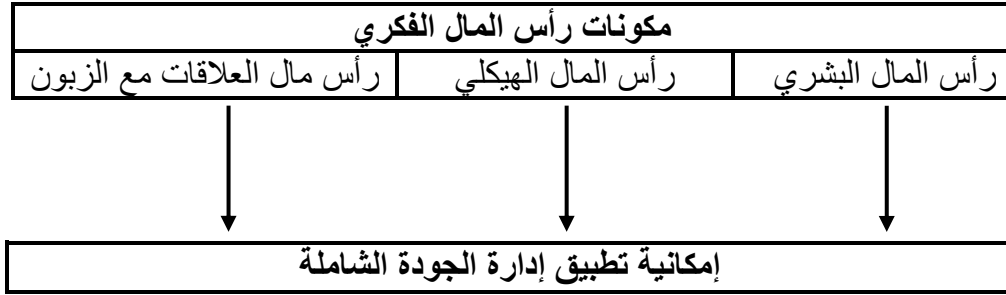 مكونات رأس المال الفكري
رأس المال البشري رأس المال الهيكلي رأس مال العلاقات مع الزبون
إمكانية تطبيق إدارة الجودة الشاملة